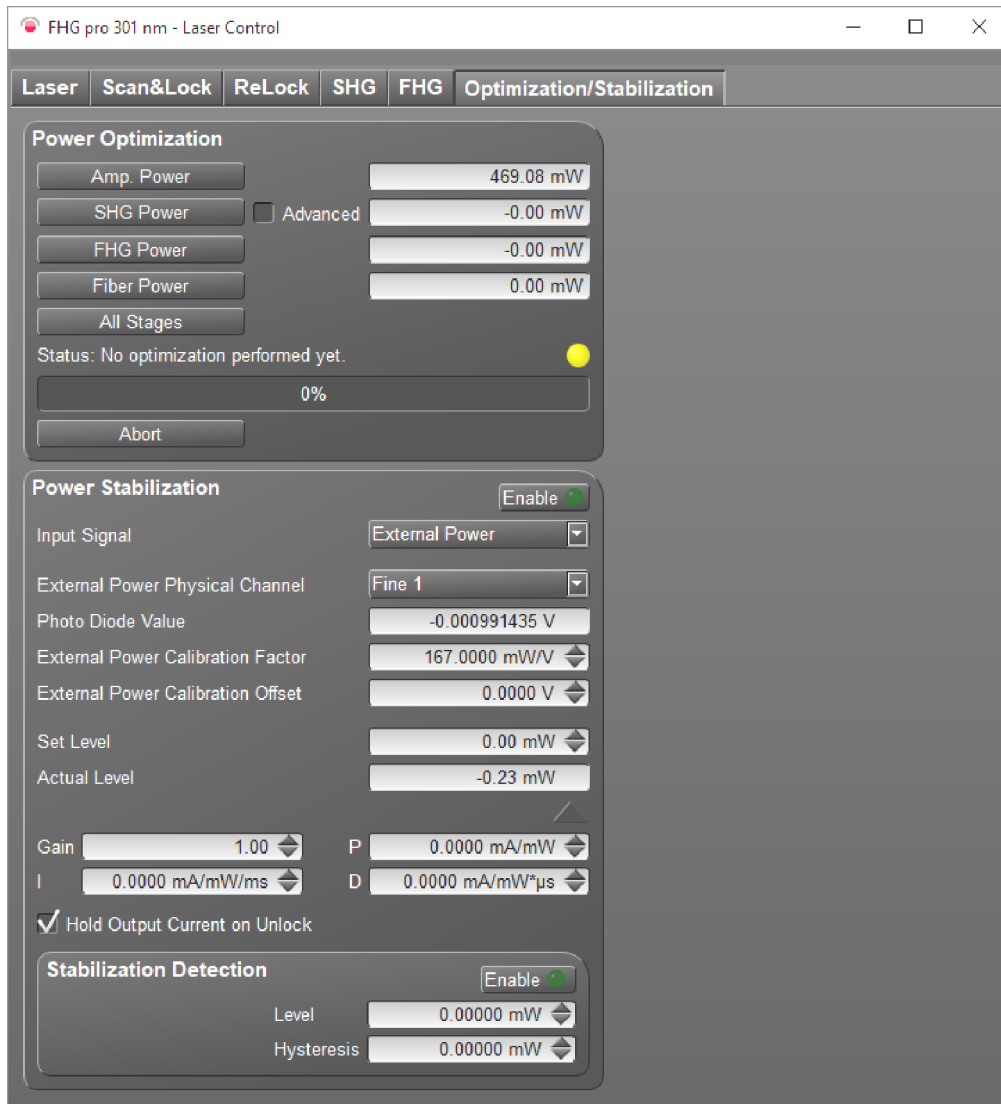 FHG pro 301 nm - Laser Control
Laser Scan&Lock ReLock SHG FHG Optimization/Stabilization
Power Optimization
Amp. Power 469.08 mW
SHG Power Advanced -0.00 mW
FHG Power -0.00 mW
Fiber Power 0.00 mW
All Stages
Status: No optimization performed yet.
0%
Abort
Power Stabilization Enable
Input Signal External Power
External Power Physical Channel Fine 1
Photo Diode Value -0.000991435 V
External Power Calibration Factor 167.0000 mW/V
External Power Calibration Offset 0.0000 V
Set Level 0.00 mW
Actual Level -0.23 mW
Gain 1.00 P 0.0000 mA/mW
I 0.0000 mA/mW/ms D 0.0000 mA/mW*µs
Hold Output Current on Unlock
Stabilization Detection Enable
Level 0.00000 mW
Hysteresis 0.00000 mW